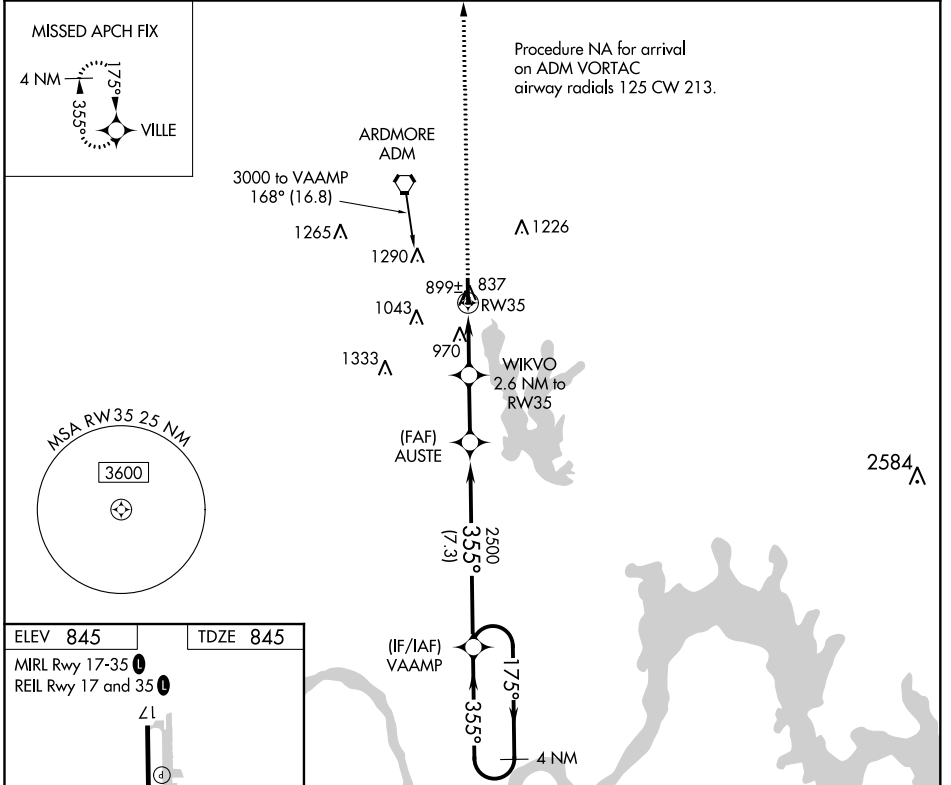 MISSED APCH FIX
4 NM
175°
355°
VILLE
Procedure NA for arrival
on ADM VORTAC
airway radials 125 CW 213.
ARDMORE
ADM
3000 to VAAMP
168° (16.8)
1265
1290
1226
899±
837
RW35
1043
970
1333
WIKVO
2.6 NM to
RW35
(FAF)
AUSTE
MSA RW35 25 NM
3600
2584
2500
355°
(7.3)
(IF/IAF)
VAAMP
175°
355°
4 NM
ELEV 845
TDZE 845
MIRL Rwy 17-35 L
REIL Rwy 17 and 35 L
17
P